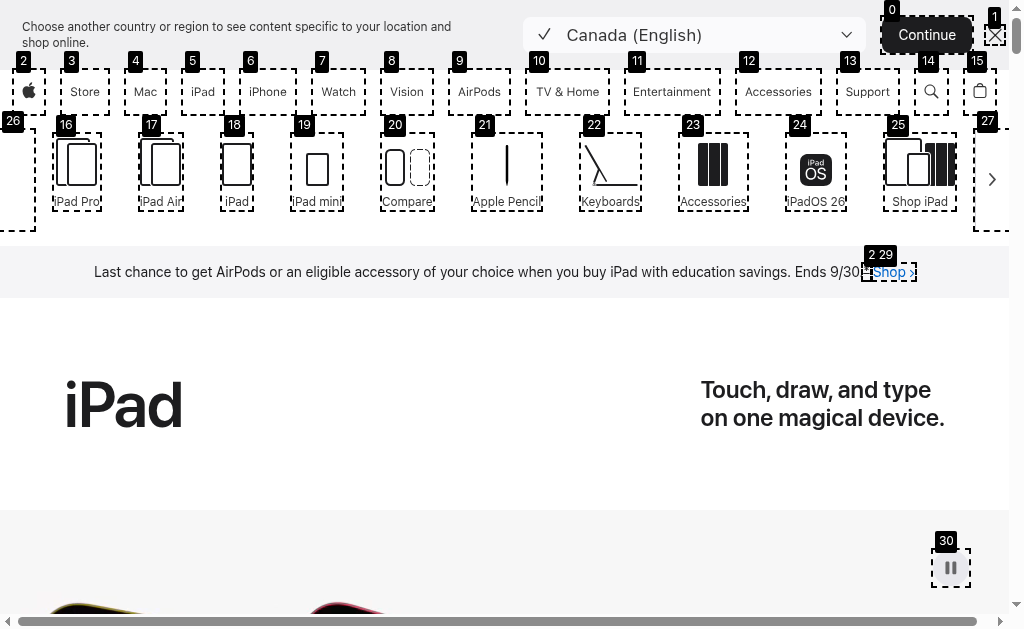 Choose another country or region to see content specific to your location and
shop online.
Canada (English)
Continue
0
1
2
3
4
5
6
7
8
9
10
11
12
13
14
15
Store
Mac
iPad
iPhone
Watch
Vision
AirPods
TV & Home
Entertainment
Accessories
Support
26
16
17
18
19
20
21
22
23
24
25
27
iPad
OS
iPad Pro
iPad Air
iPad
iPad mini
Compare
Apple Pencil
Keyboards
Accessories
iPadOS 26
Shop iPad
2 29
Last chance to get AirPods or an eligible accessory of your choice when you buy iPad with education savings. Ends 9/30. Shop ›
iPad
Touch, draw, and type
on one magical device.
30